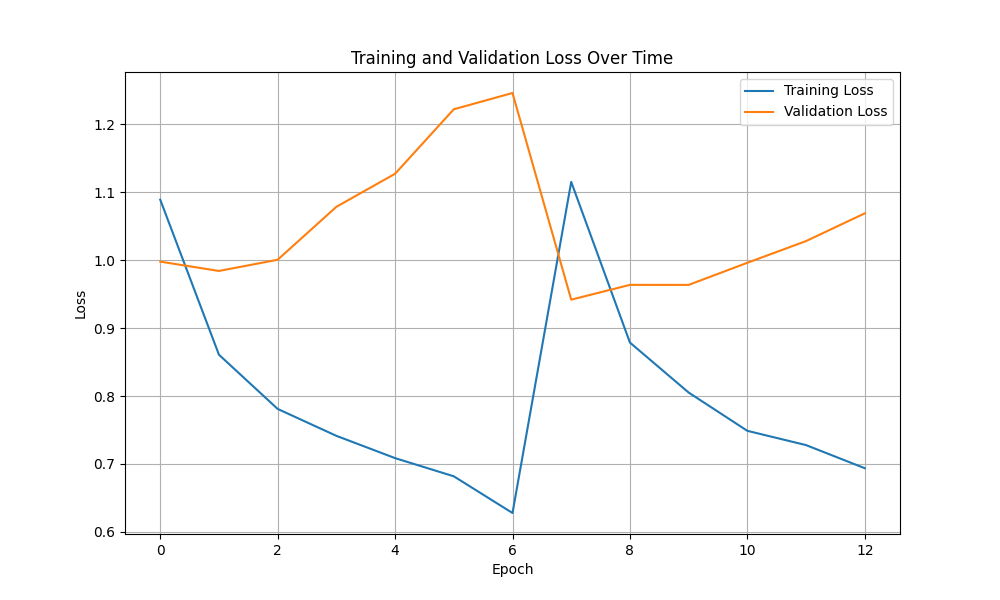 Training and Validation Loss Over Time
Training Loss
Validation Loss
Loss
1.2
1.1
1.0
0.9
0.8
0.7
0.6
0 2 4 6 8 10 12
Epoch